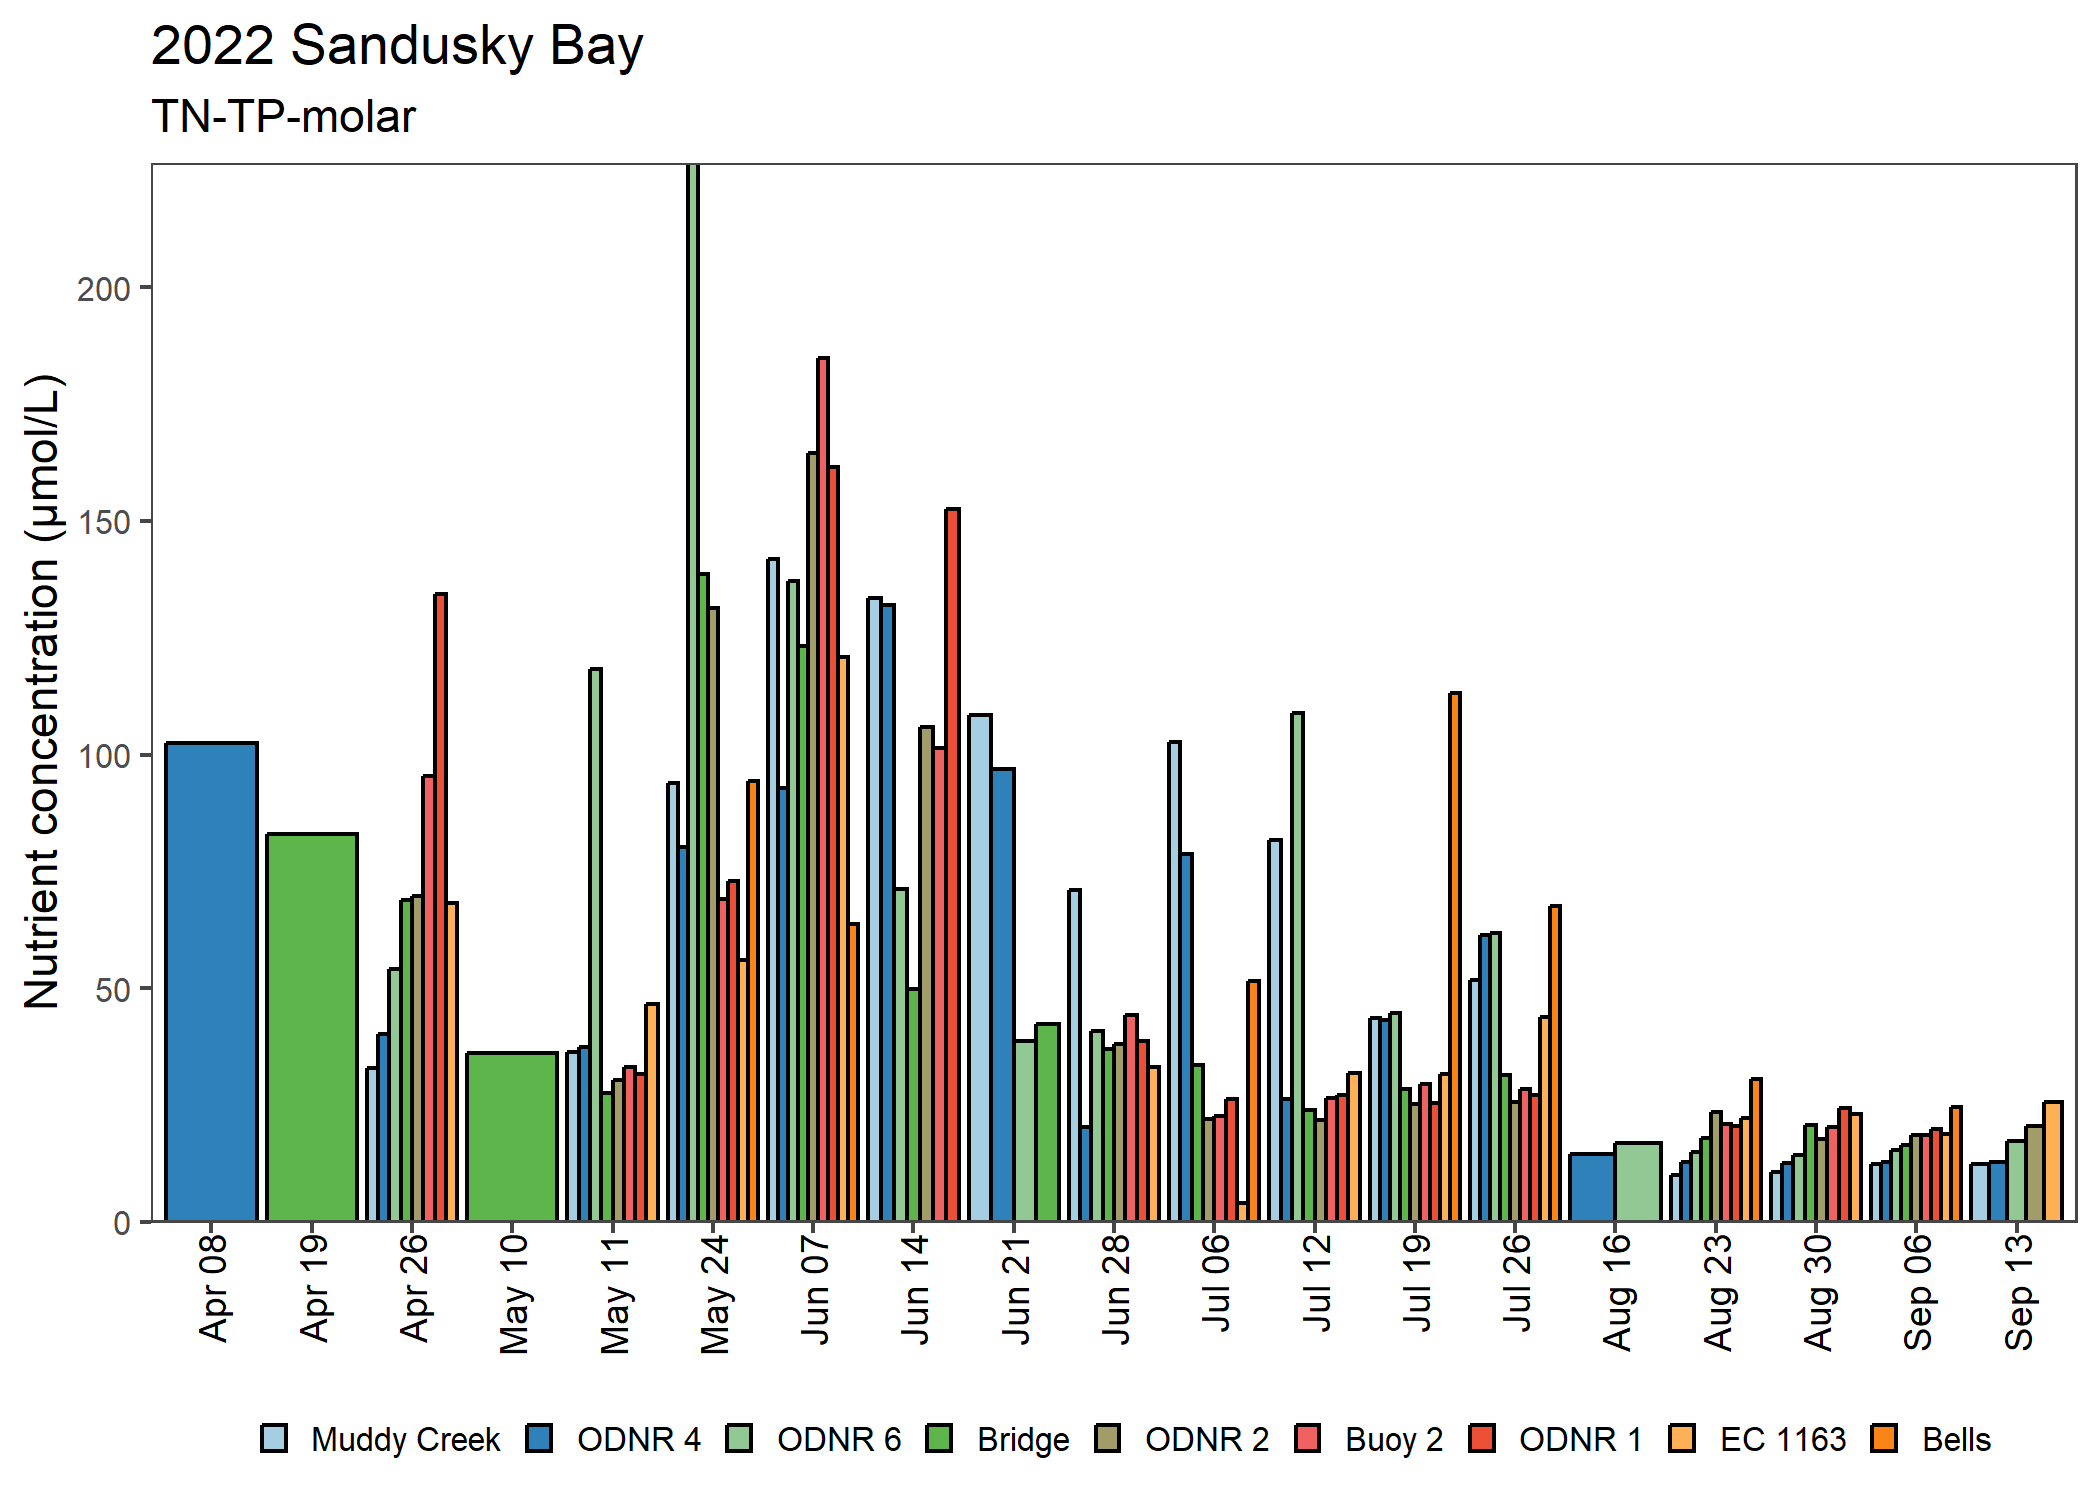 2022 Sandusky Bay
TN-TP-molar
Nutrient concentration (μmol/L)
200
150
100
50
0
Apr 08
Apr 19
Apr 26
May 10
May 11
May 24
Jun 07
Jun 14
Jun 21
Jun 28
Jul 06
Jul 12
Jul 19
Jul 26
Aug 16
Aug 23
Aug 30
Sep 06
Sep 13
Muddy Creek ODNR 4 ODNR 6 Bridge ODNR 2 Buoy 2 ODNR 1 EC 1163 Bells